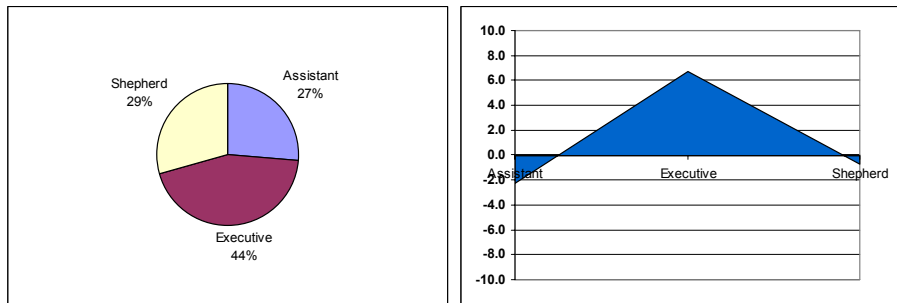 Shepherd
29%
Assistant
27%
Executive
44%
10.0
8.0
6.0
4.0
2.0
0.0
-2.0
-4.0
-6.0
-8.0
-10.0
Assistant
Executive
Shepherd